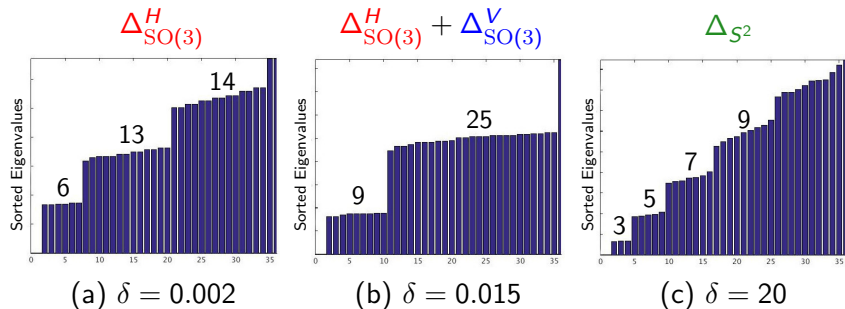 Δ^H_SO(3)
Δ^H_SO(3) + Δ^V_SO(3)
Δ_S²
Sorted Eigenvalues
6
13
14
0 5 10 15 20 25 30 35
Sorted Eigenvalues
9
25
0 5 10 15 20 25 30 35
Sorted Eigenvalues
3
5
7
9
0 5 10 15 20 25 30 35
(a) δ = 0.002
(b) δ = 0.015
(c) δ = 20